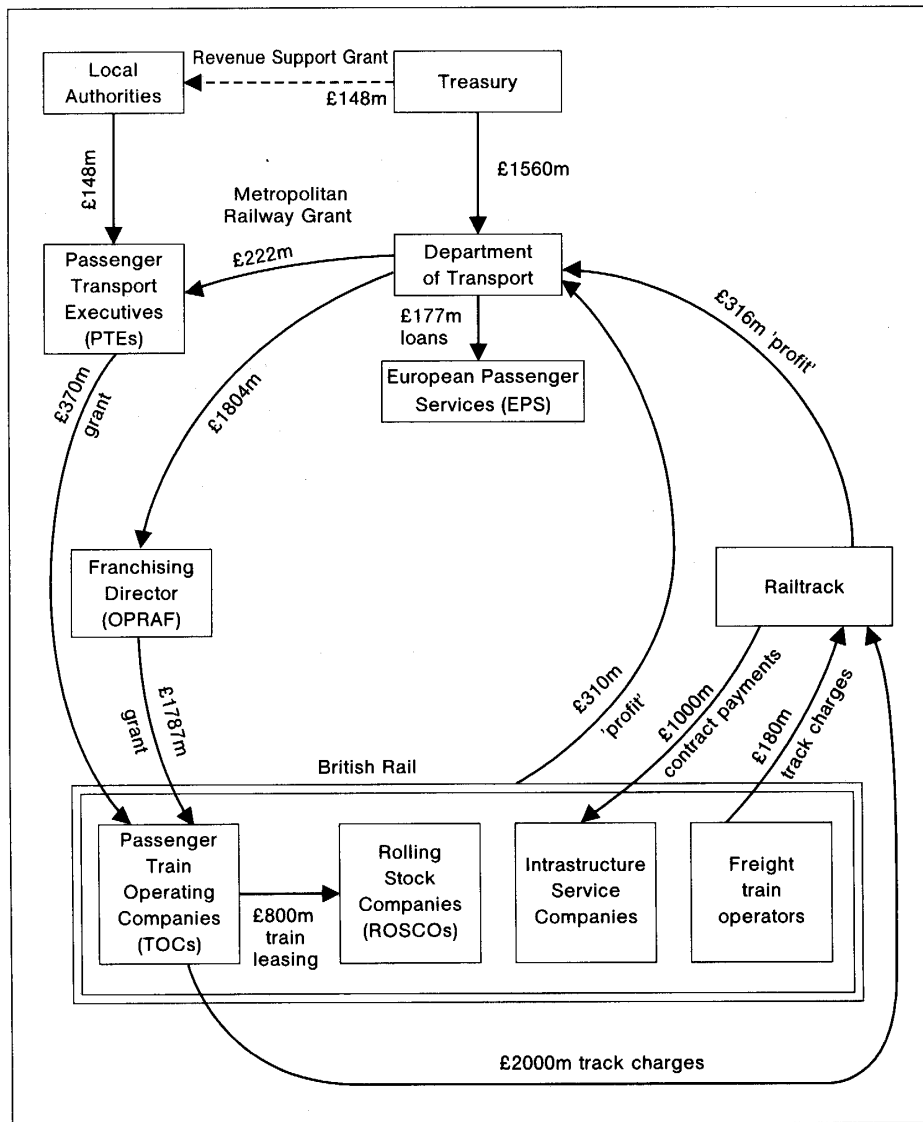 Revenue Support Grant
Local
Authorities
£148m
Treasury
£148m
£1560m
Metropolitan
Railway Grant
£222m
Passenger
Transport
Executives
(PTEs)
Department
of Transport
£177m
loans
£316m 'profit'
European Passenger
Services (EPS)
£370m
grant
£1804m
Franchising
Director
(OPRAF)
Railtrack
£1787m
grant
£310m
'profit'
£1000m
contract payments
£180m
track charges
British Rail
Passenger
Train
Operating
Companies
(TOCs)
£800m
train
leasing
Rolling
Stock
Companies
(ROSCOs)
Intrastructure
Service
Companies
Freight
train
operators
£2000m track charges